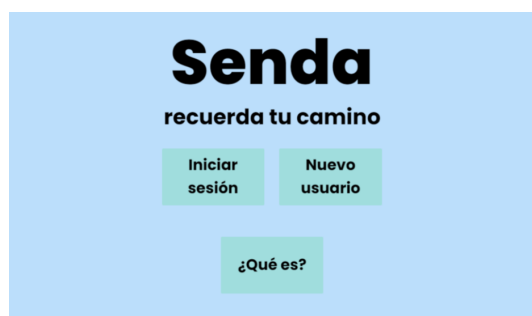 Senda
recuerda tu camino
Iniciar
sesión
Nuevo
usuario
¿Qué es?